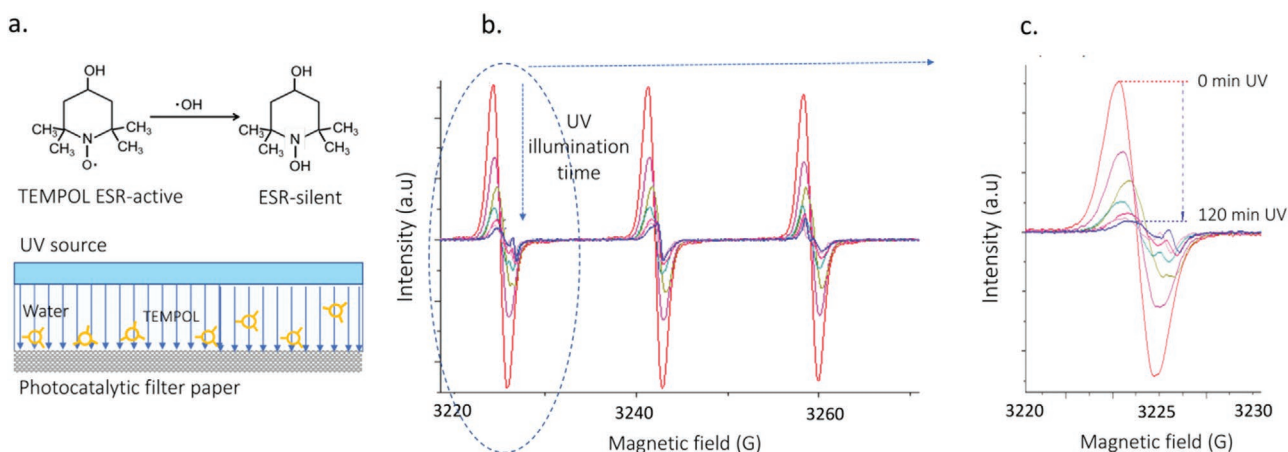 a.
OH
OH
·OH
CH₃
CH₃
CH₃
CH₃
H₃C
N
CH₃
H₃C
N
CH₃
O·
OH
TEMPOL ESR-active
ESR-silent
UV source
Water
TEMPOL
Photocatalytic filter paper
b.
UV
illumination
tiime
Intensity (a.u)
3220
3240
3260
Magnetic field (G)
c.
0 min UV
120 min UV
Intensity (a.u)
3220
3225
3230
Magnetic field (G)